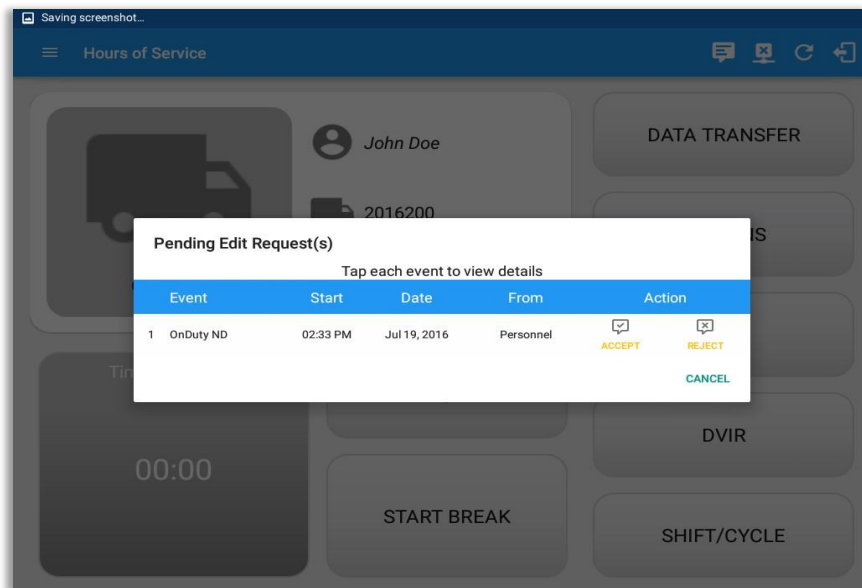 Saving screenshot...
Hours of Service
John Doe
DATA TRANSFER
2016200
Pending Edit Request(s)
Tap each event to view details
Event Start Date From Action
1 OnDuty ND 02:33 PM Jul 19, 2016 Personnel ACCEPT REJECT
CANCEL
00:00
START BREAK
DVIR
SHIFT/CYCLE